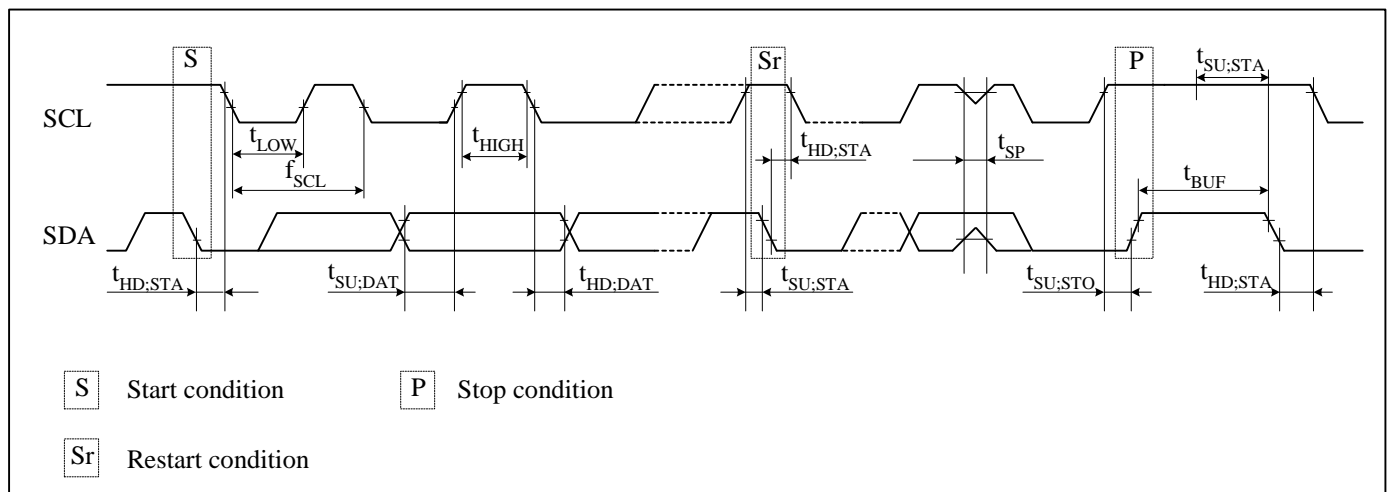 S Sr P tSU;STA
SCL
tLOW tHIGH tHD;STA tSP
fSCL tBUF
SDA
tHD;STA tSU;DAT tHD;DAT tSU;STA tSU;STO tHD;STA
S Start condition P Stop condition
Sr Restart condition